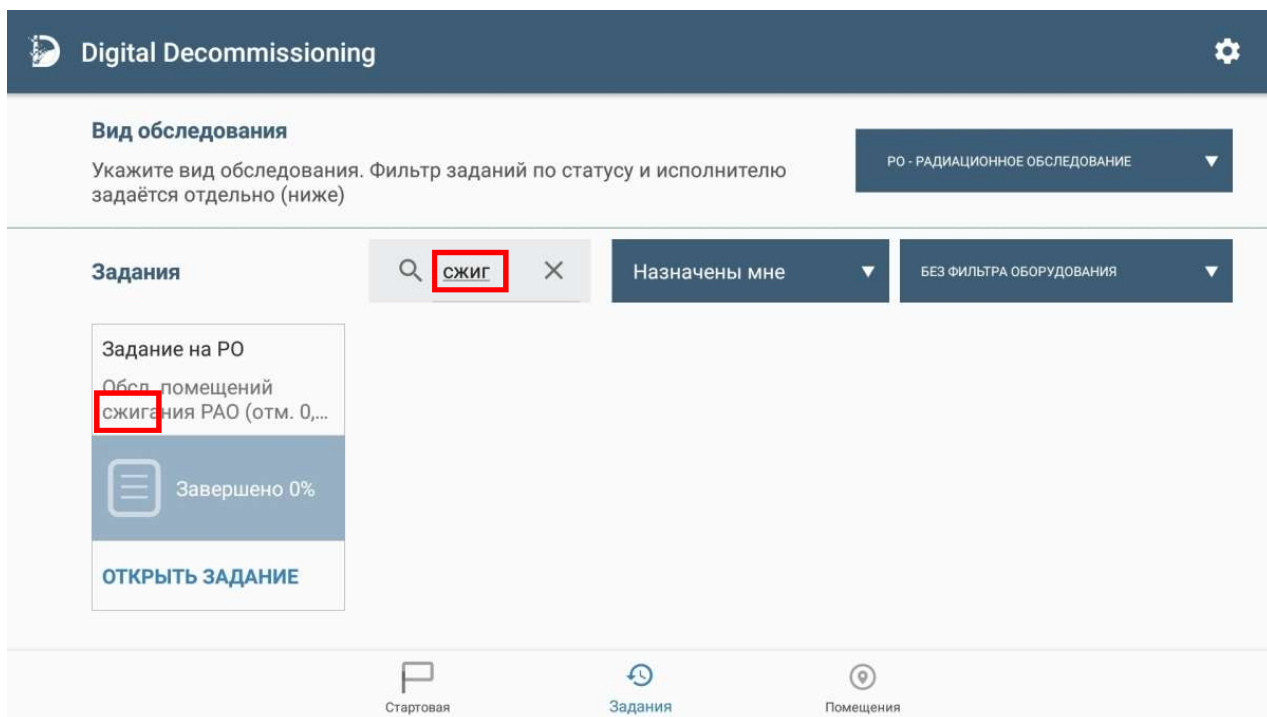 Digital Decommissioning
Вид обследования
Укажите вид обследования. Фильтр заданий по статусу и исполнителю
задаётся отдельно (ниже)
РО - РАДИАЦИОННОЕ ОБСЛЕДОВАНИЕ
Задания
сжиг
Назначены мне
БЕЗ ФИЛЬТРА ОБОРУДОВАНИЯ
Задание на РО
Обсл. помещений
сжигания РАО (отм. 0,...
Завершено 0%
ОТКРЫТЬ ЗАДАНИЕ
Стартовая
Задания
Помещения